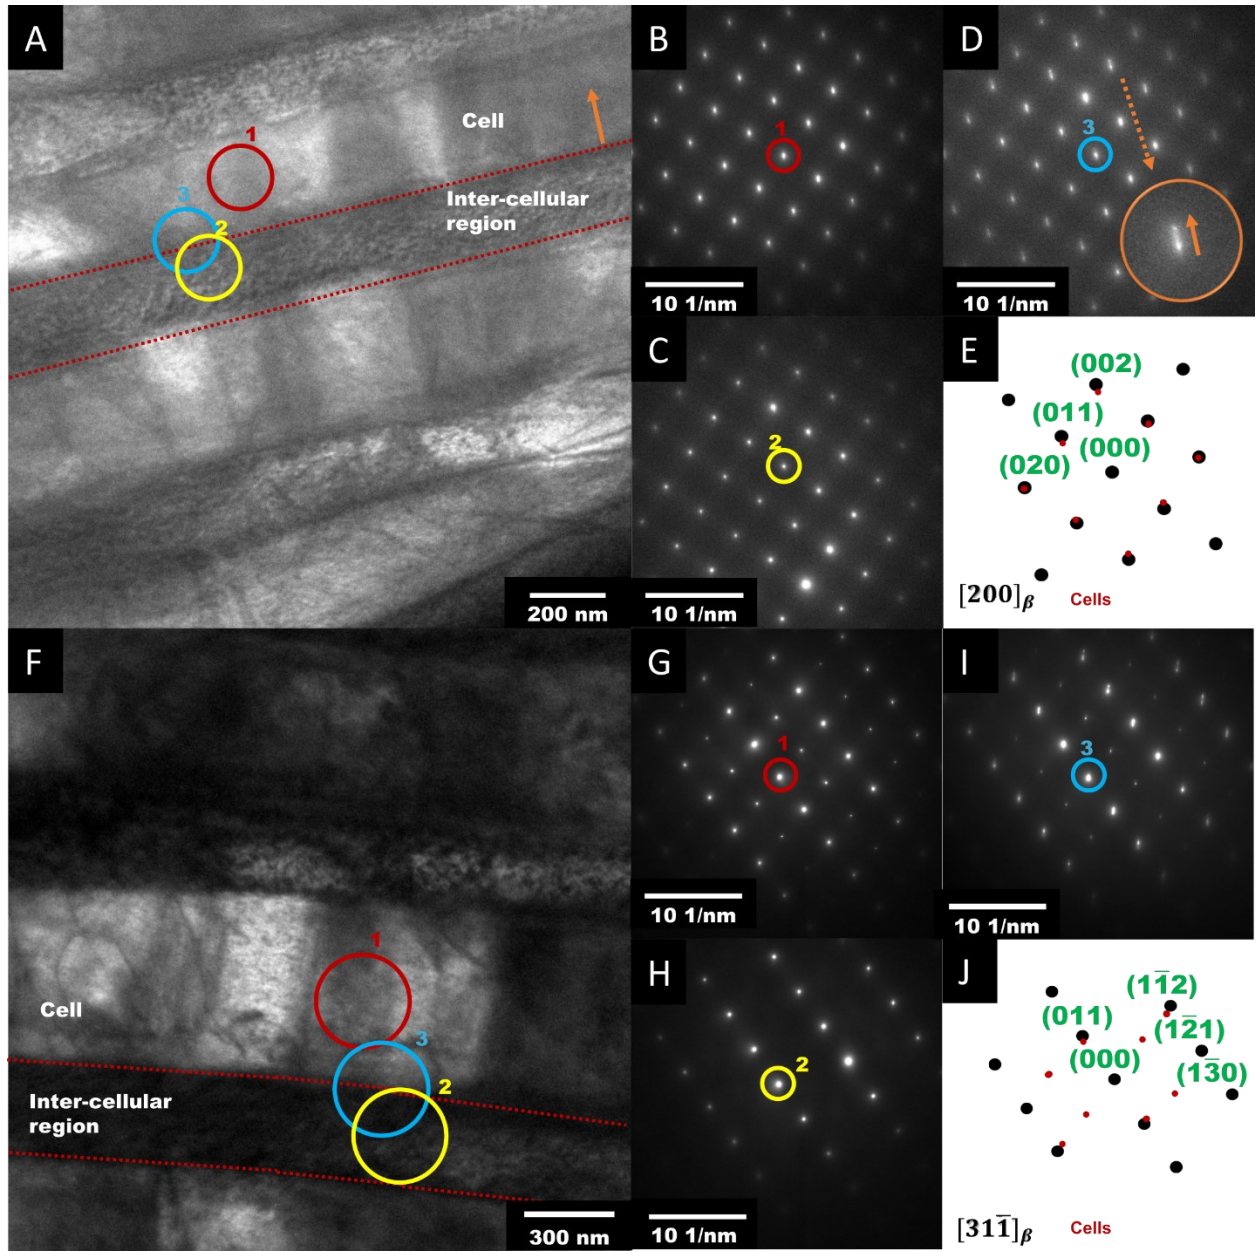 A
1
Cell
3
2
Inter-cellular
region
200 nm
B
1
10 1/nm
D
3
10 1/nm
C
2
10 1/nm
E
(002)
(011)
(000)
(020)
[200]β
Cells
F
1
Cell
3
2
Inter-cellular
region
300 nm
G
1
10 1/nm
I
3
10 1/nm
H
2
10 1/nm
J
(11̅2)
(011)
(12̅1)
(000)
(13̅0)
[311̅]β
Cells